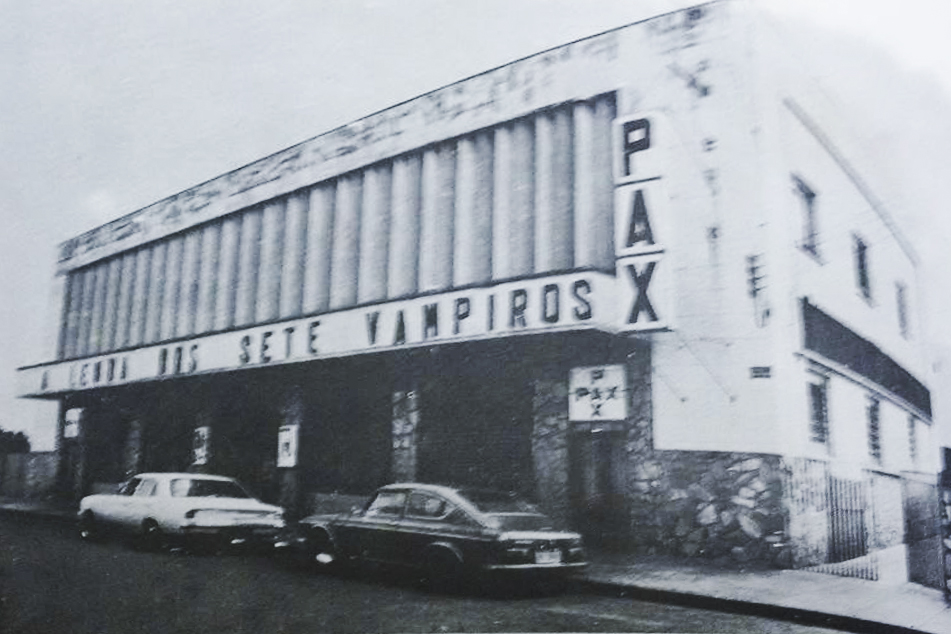 PAX
A LENDA DOS SETE VAMPIROS
P
PAX
X